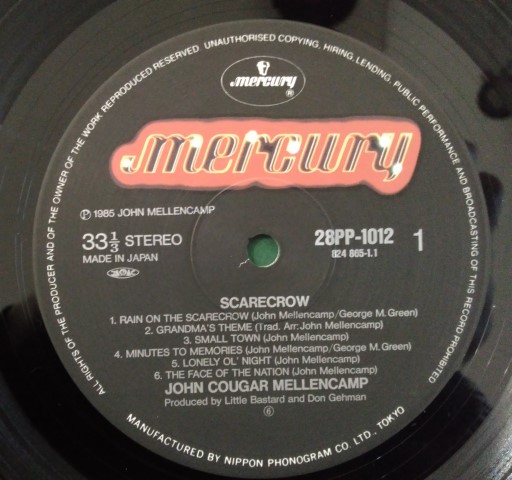 ALL RIGHTS OF THE PRODUCER AND OF THE OWNER OF THE WORK REPRODUCED RESERVED. UNAUTHORISED COPYING, HIRING, LENDING, PUBLIC PERFORMANCE AND BROADCASTING OF THIS RECORD PROHIBITED
mercury ®
mercury
℗ 1985 JOHN MELLENCAMP
33 1/3 STEREO
MADE IN JAPAN
28PP-1012
824 865-1.1
1
SCARECROW
1. RAIN ON THE SCARECROW (John Mellencamp/George M. Green)
2. GRANDMA'S THEME (Trad. Arr: John Mellencamp)
3. SMALL TOWN (John Mellencamp)
4. MINUTES TO MEMORIES (John Mellencamp/George M. Green)
5. LONELY OL' NIGHT (John Mellencamp)
6. THE FACE OF THE NATION (John Mellencamp)
JOHN COUGAR MELLENCAMP
Produced by Little Bastard and Don Gehman
MANUFACTURED BY NIPPON PHONOGRAM CO. LTD., TOKYO